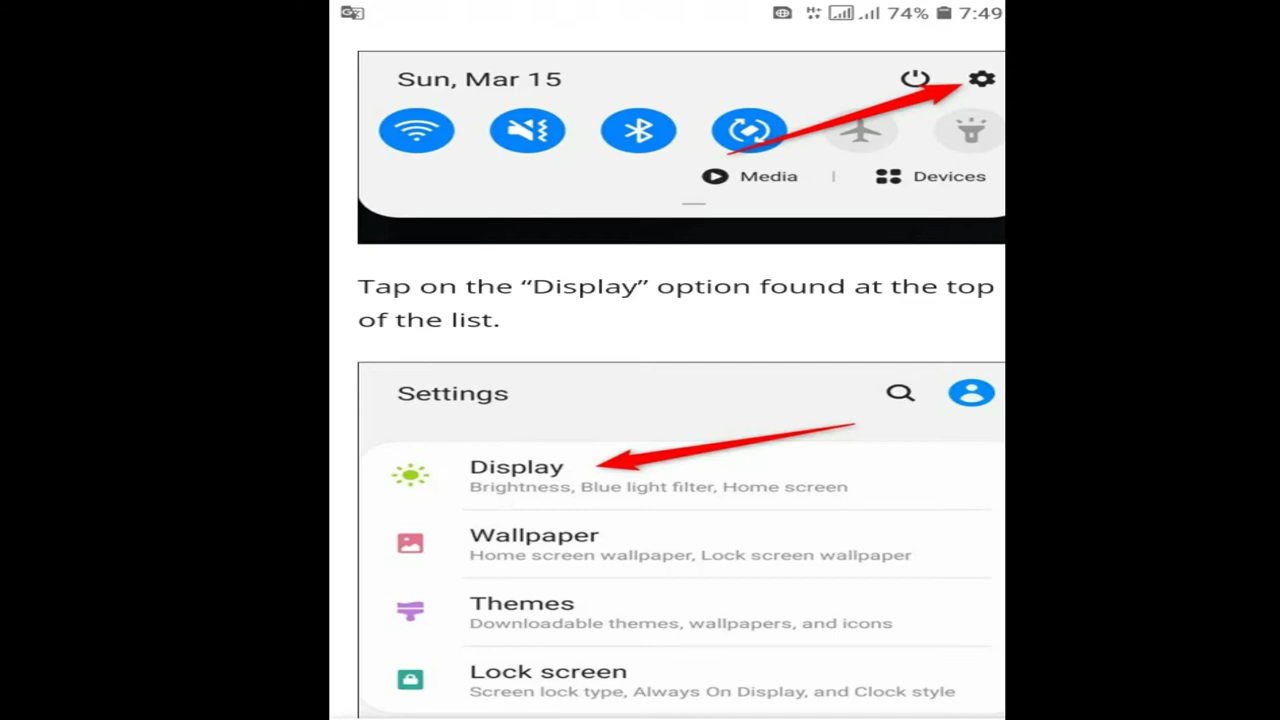 H+ 74% 7:49
Sun, Mar 15
Media | Devices
Tap on the “Display” option found at the top
of the list.
Settings
Display
Brightness, Blue light filter, Home screen
Wallpaper
Home screen wallpaper, Lock screen wallpaper
Themes
Downloadable themes, wallpapers, and icons
Lock screen
Screen lock type, Always On Display, and Clock style